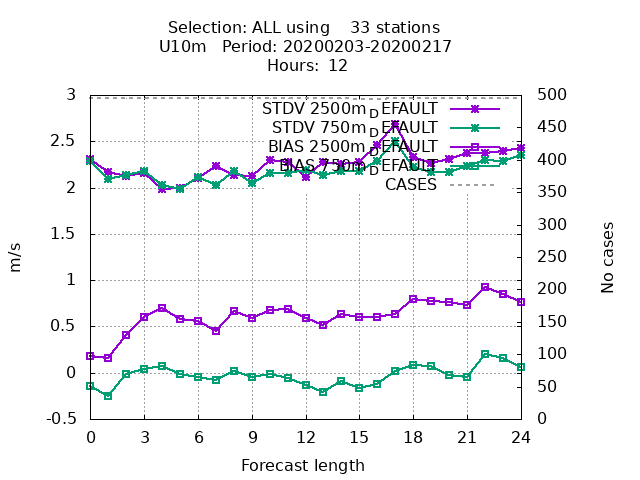 Selection: ALL using 33 stations
U10m Period: 20200203-20200217
Hours: 12
3
2.5
2
1.5
1
0.5
0
-0.5
500
450
400
350
300
250
200
150
100
50
0
STDV 2500m_DEFAULT
STDV 750m_DEFAULT
BIAS 2500m_DEFAULT
BIAS 750m_DEFAULT
CASES
m/s
No cases
0 3 6 9 12 15 18 21 24
Forecast length